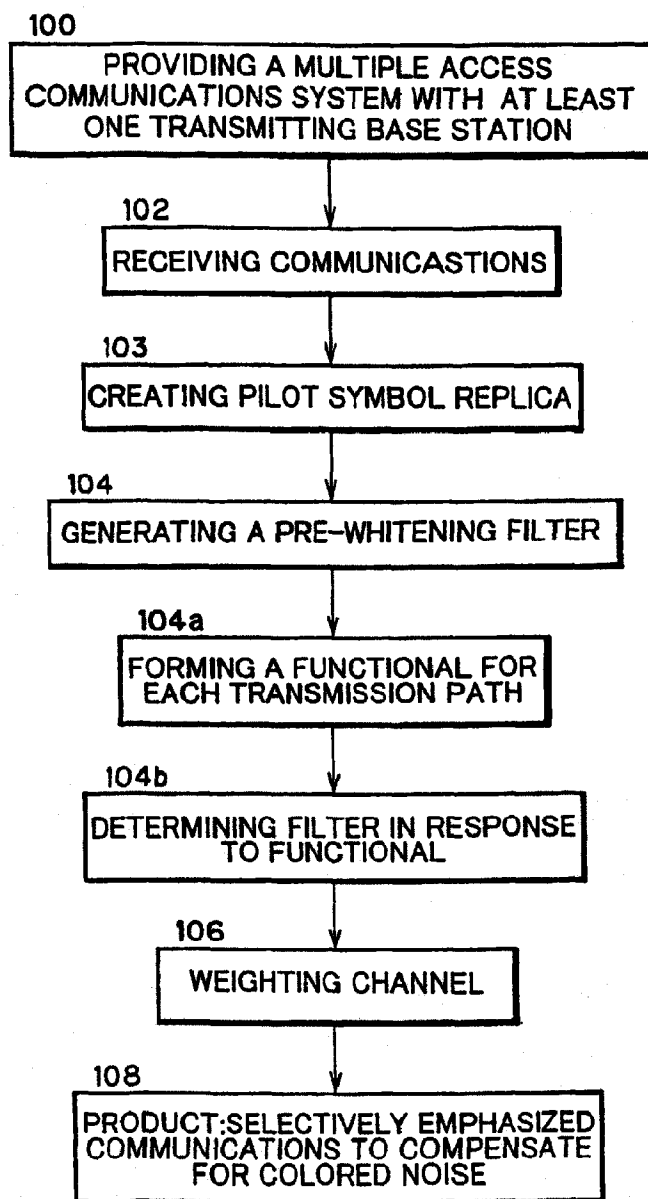 100
PROVIDING A MULTIPLE ACCESS
COMMUNICATIONS SYSTEM WITH AT LEAST
ONE TRANSMITTING BASE STATION
102
RECEIVING COMMUNICASTIONS
103
CREATING PILOT SYMBOL REPLICA
104
GENERATING A PRE-WHITENING FILTER
104a
FORMING A FUNCTIONAL FOR
EACH TRANSMISSION PATH
104b
DETERMINING FILTER IN RESPONSE
TO FUNCTIONAL
106
WEIGHTING CHANNEL
108
PRODUCT:SELECTIVELY EMPHASIZED
COMMUNICATIONS TO COMPENSATE
FOR COLORED NOISE